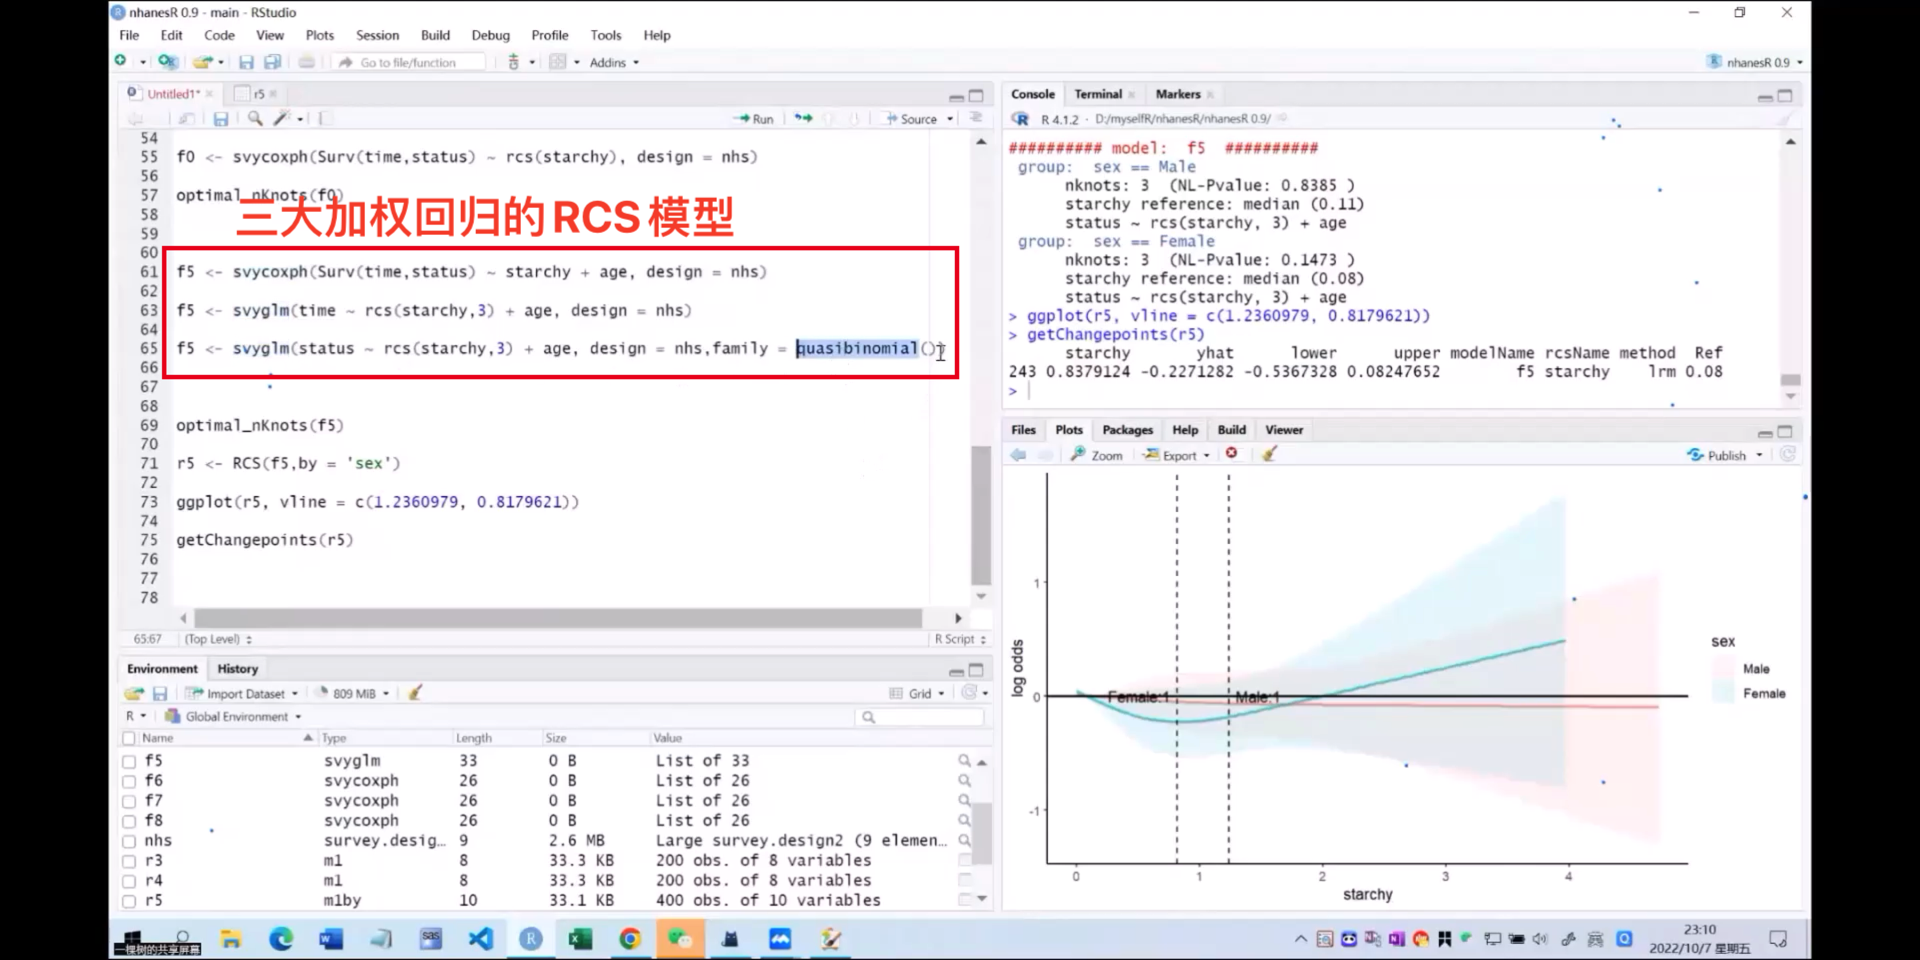 nhanesR 0.9 - main - RStudio
File Edit Code View Plots Session Build Debug Profile Tools Help
Go to file/function Addins nhanesR 0.9
Untitled1* r5
Run Source
54
55 f0 <- svycoxph(Surv(time,status) ~ rcs(starchy), design = nhs)
56
57 optimal_nKnots(f0)
58
三大加权回归的RCS模型
59
60
61 f5 <- svycoxph(Surv(time,status) ~ starchy + age, design = nhs)
62
63 f5 <- svyglm(time ~ rcs(starchy,3) + age, design = nhs)
64
65 f5 <- svyglm(status ~ rcs(starchy,3) + age, design = nhs,family = quasibinomial())
66
67
68
69 optimal_nKnots(f5)
70
71 r5 <- RCS(f5,by = 'sex')
72
73 ggplot(r5, vline = c(1.2360979, 0.8179621))
74
75 getChangepoints(r5)
76
77
78
65:67 (Top Level) R Script
Console Terminal Markers
R 4.1.2 · D:/myselfR/nhanesR/nhanesR 0.9/
########## model: f5 ##########
group: sex == Male
nknots: 3 (NL-Pvalue: 0.8385 )
starchy reference: median (0.11)
status ~ rcs(starchy, 3) + age
group: sex == Female
nknots: 3 (NL-Pvalue: 0.1473 )
starchy reference: median (0.08)
status ~ rcs(starchy, 3) + age
> ggplot(r5, vline = c(1.2360979, 0.8179621))
> getChangepoints(r5)
starchy yhat lower upper modelName rcsName method Ref
243 0.8379124 -0.2271282 -0.5367328 0.08247652 f5 starchy lrm 0.08
>
Environment History
Import Dataset 809 MiB Grid
R Global Environment
Name Type Length Size Value
f5 svyglm 33 0 B List of 33
f6 svycoxph 26 0 B List of 26
f7 svycoxph 26 0 B List of 26
f8 svycoxph 26 0 B List of 26
nhs survey.desig… 9 2.6 MB Large survey.design2 (9 elemen…
r3 ml 8 33.3 KB 200 obs. of 8 variables
r4 ml 8 33.3 KB 200 obs. of 8 variables
r5 mlby 10 33.1 KB 400 obs. of 10 variables
Files Plots Packages Help Build Viewer
Zoom Export Publish
log odds
1
0
-1
Female:1 Male:1
0 1 2 3 4
starchy
sex
Male
Female
一棵树的共享屏幕
23:10
2022/10/7 星期五